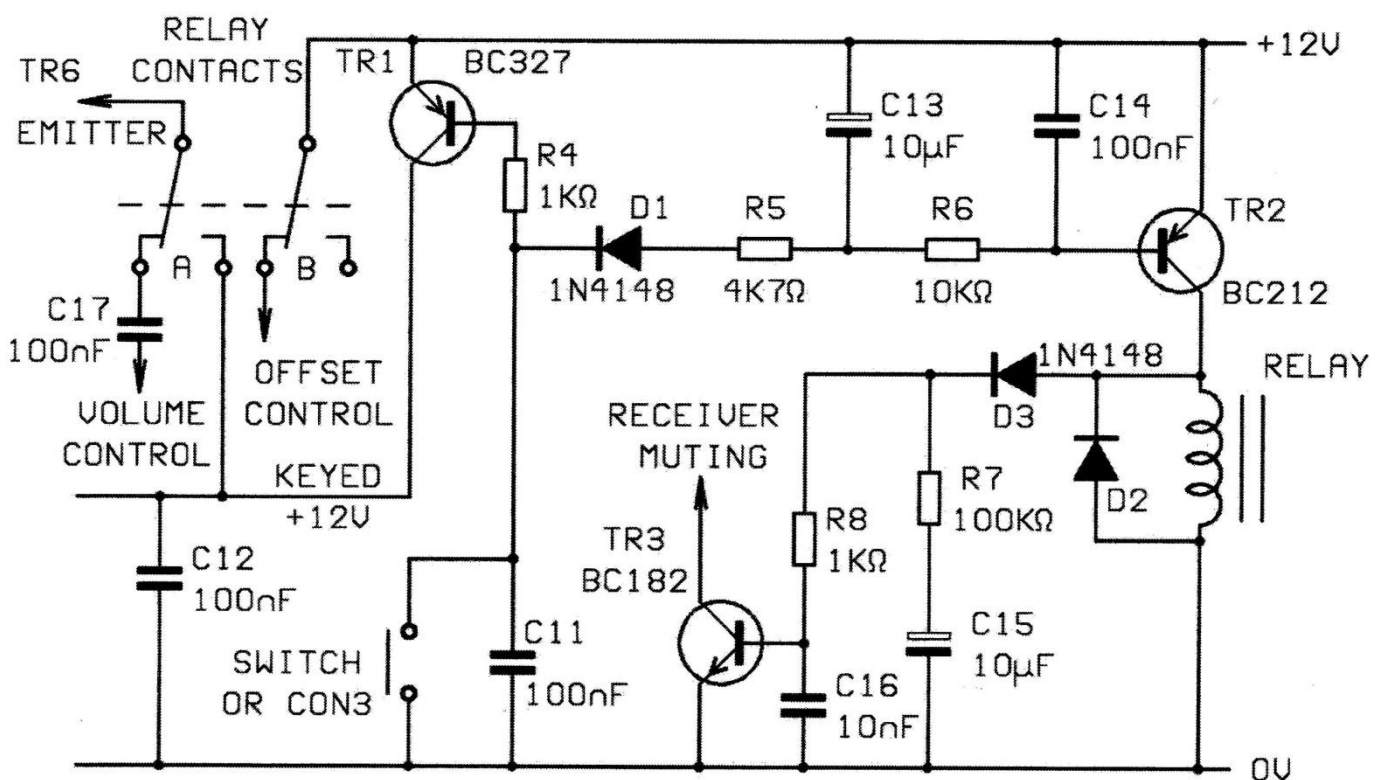 RELAY
CONTACTS
TR6
EMITTER
TR1
BC327
+12V
C13
10µF
C14
100nF
R4
1KΩ
D1
1N4148
R5
4K7Ω
R6
10KΩ
TR2
BC212
A
B
C17
100nF
OFFSET
CONTROL
VOLUME
CONTROL
RECEIVER
MUTING
1N4148
D3
RELAY
D2
KEYED
+12V
R7
100KΩ
R8
1KΩ
TR3
BC182
C12
100nF
SWITCH
OR CON3
C11
100nF
C15
10µF
C16
10nF
0V